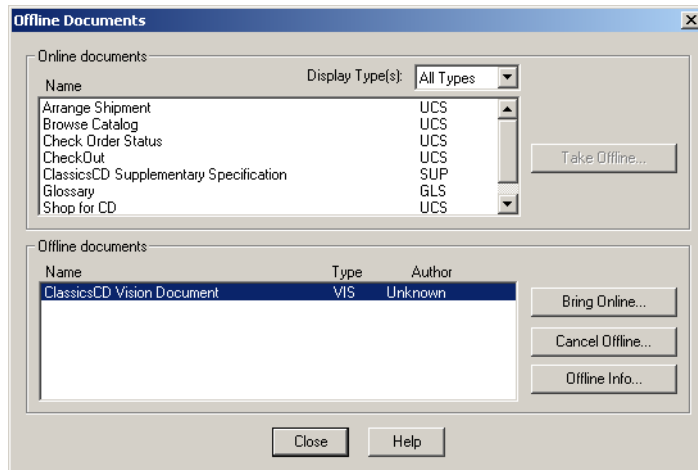 Offline Documents
Online documents
Name Display Type(s): All Types
Arrange Shipment UCS
Browse Catalog UCS
Check Order Status UCS
CheckOut UCS
ClassicsCD Supplementary Specification SUP
Glossary GLS
Shop for CD UCS
Take Offline...
Offline documents
Name Type Author
ClassicsCD Vision Document VIS Unknown
Bring Online...
Cancel Offline...
Offline Info...
Close Help